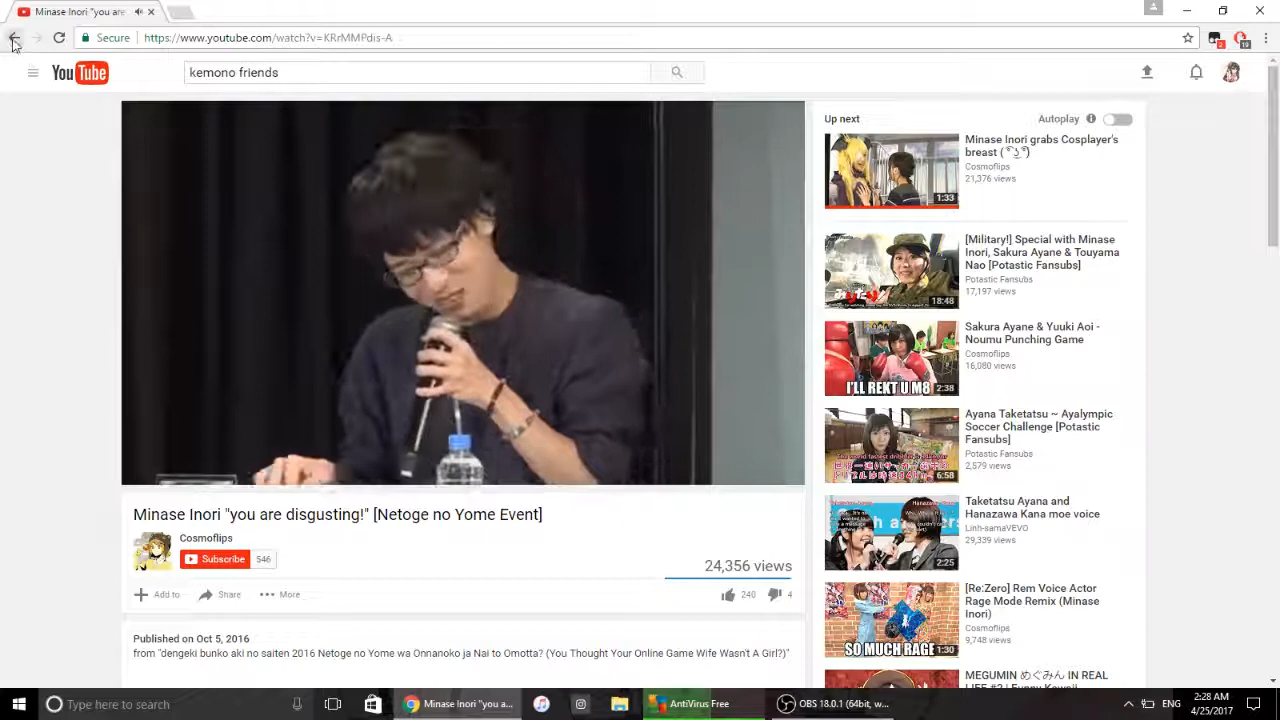 Minase Inori "you are
Secure
https://www.youtube.com/watch?v=KRrMMPdis-A
2
19
YouTube
kemono friends
Up next
Autoplay
Minase Inori grabs Cosplayer's
breast ( ͡° ͜ʖ ͡°)
Cosmoflips
21,376 views
1:33
[Military!] Special with Minase
Inori, Sakura Ayane & Touyama
Nao [Potastic Fansubs]
Potastic Fansubs
17,197 views
18:48
Sakura Ayane & Yuuki Aoi -
Noumu Punching Game
Cosmoflips
16,080 views
I'LL REKT U M8
2:38
Ayana Taketatsu ~ Ayalympic
Soccer Challenge [Potastic
Fansubs]
Potastic Fansubs
2,579 views
6:58
Taketatsu Ayana and
Hanazawa Kana moe voice
Linh-samaVEVO
29,339 views
2:25
[Re:Zero] Rem Voice Actor
Rage Mode Remix (Minase
Inori)
Cosmoflips
9,748 views
SO MUCH RAGE
1:30
MEGUMIN めぐみん IN REAL
Minase Inori "you are disgusting!" [Netoge no Yome Event]
Cosmoflips
Subscribe
546
24,356 views
Add to
Share
More
240
4
Published on Oct 5, 2016
from "dengeki bunko aki no saiten 2016 Netoge no Yome wa Onnanoko ja Nai to Omotta? (You Thought Your Online Game Wife Wasn't A Girl?)"
Type here to search
Minase Inori "you a...
AntiVirus Free
OBS 18.0.1 (64bit, w...
ENG
2:28 AM
4/25/2017